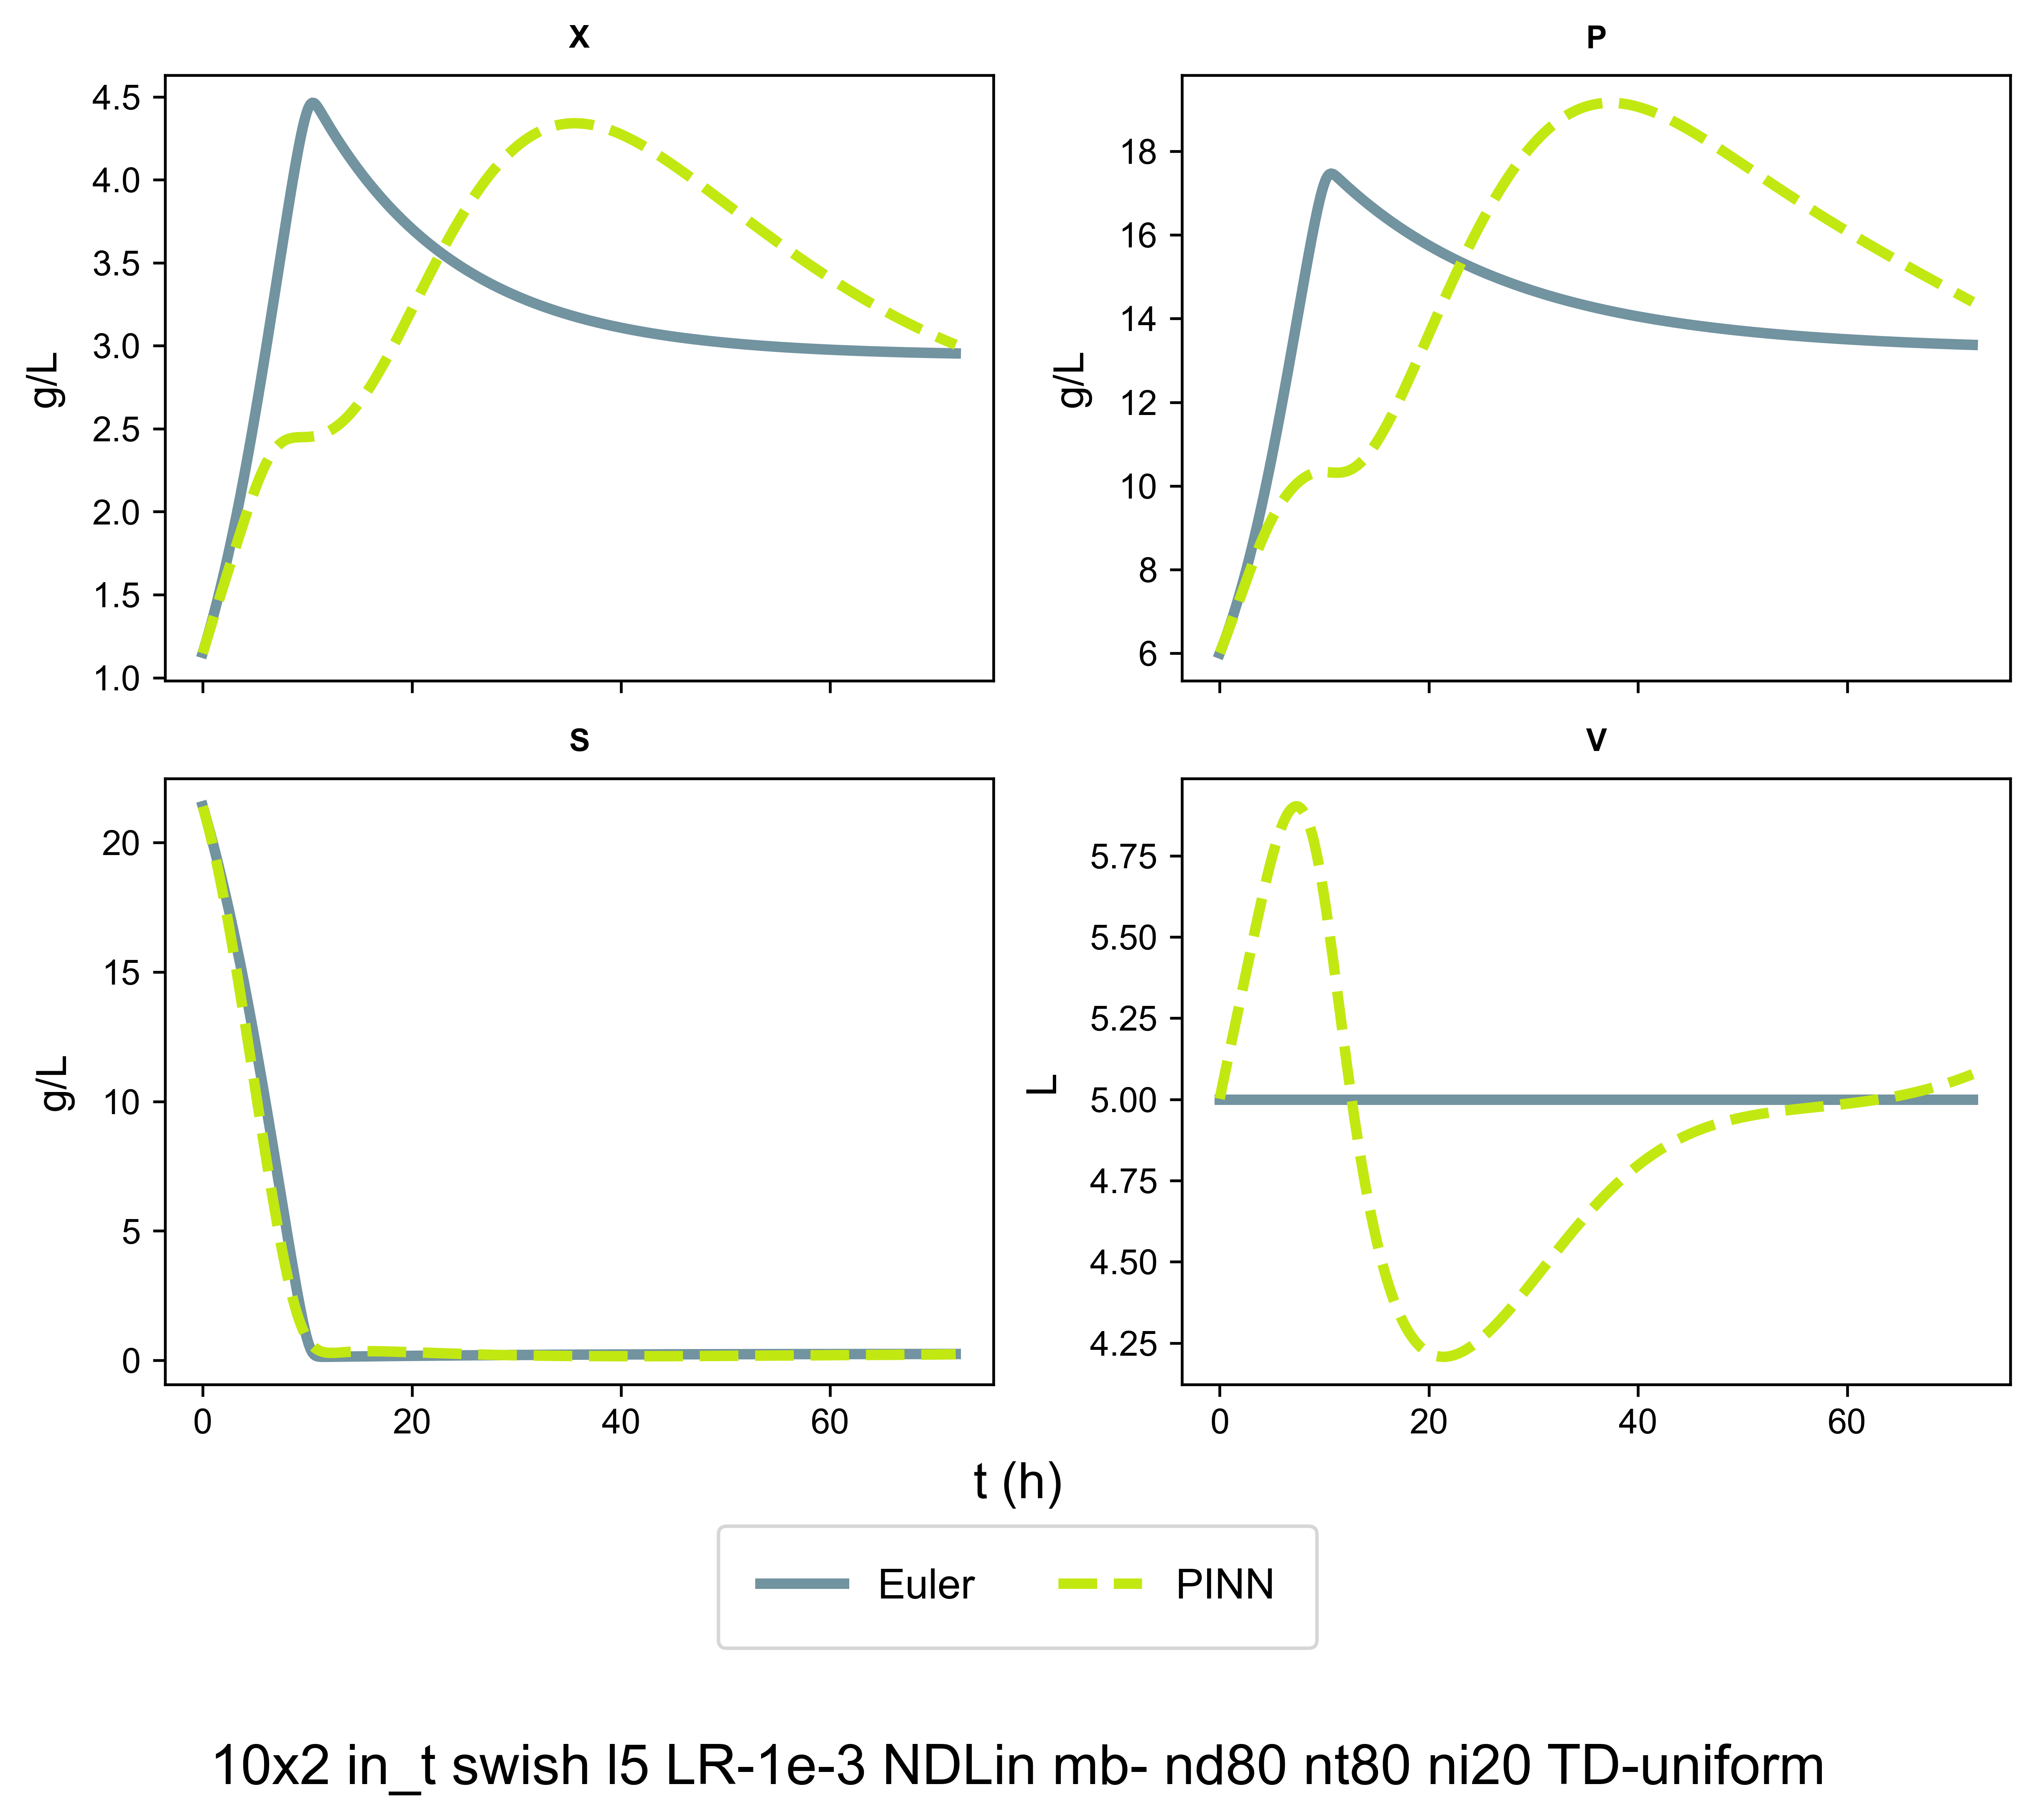 X
P
4.5
4.0
3.5
3.0
2.5
2.0
1.5
1.0
g/L
18
16
14
12
10
8
6
g/L
S
V
20
15
10
5
0
g/L
5.75
5.50
5.25
5.00
4.75
4.50
4.25
L
0 20 40 60
0 20 40 60
t (h)
Euler PINN
10x2 in_t swish l5 LR-1e-3 NDLin mb- nd80 nt80 ni20 TD-uniform